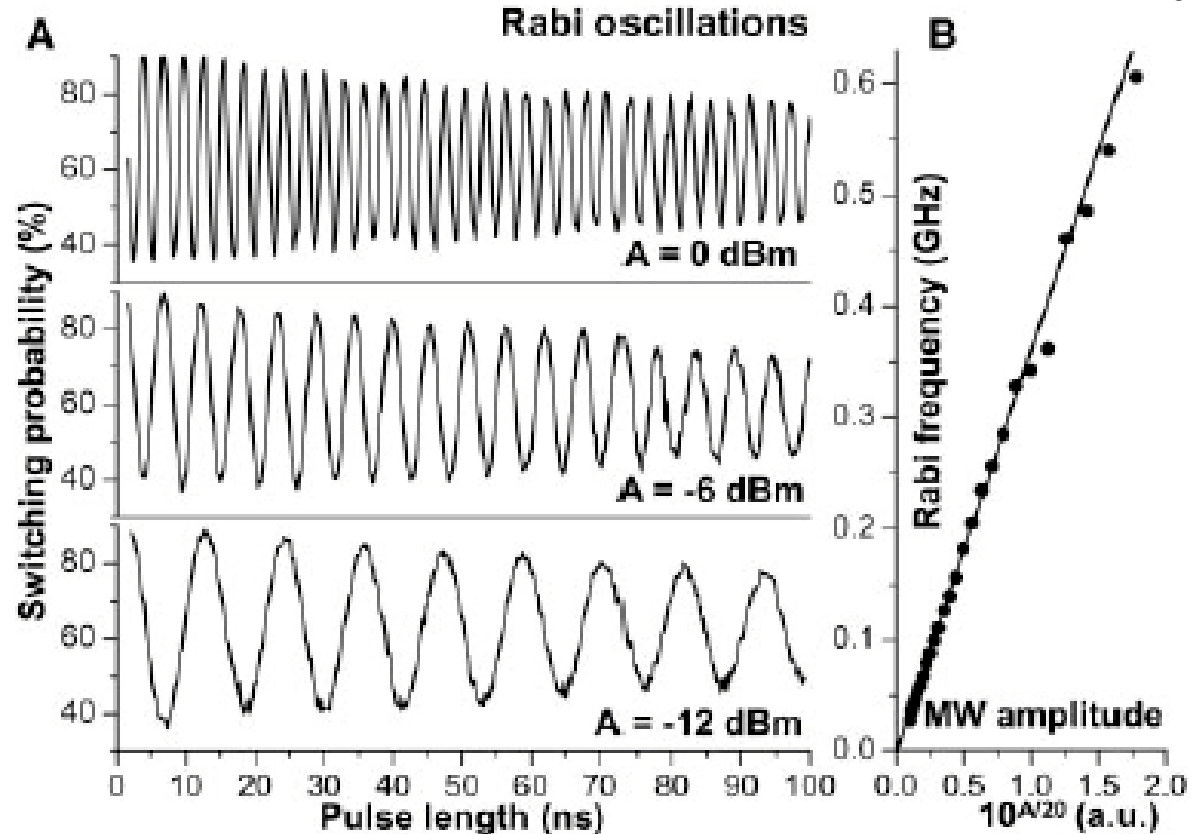 A
Rabi oscillations
B
Switching probability (%)
80
60
40
A = 0 dBm
80
60
40
A = -6 dBm
80
60
40
A = -12 dBm
0 10 20 30 40 50 60 70 80 90 100
Pulse length (ns)
Rabi frequency (GHz)
0.6
0.5
0.4
0.3
0.2
0.1
0.0
MW amplitude
0.0 0.5 1.0 1.5 2.0
10^A/20 (a.u.)